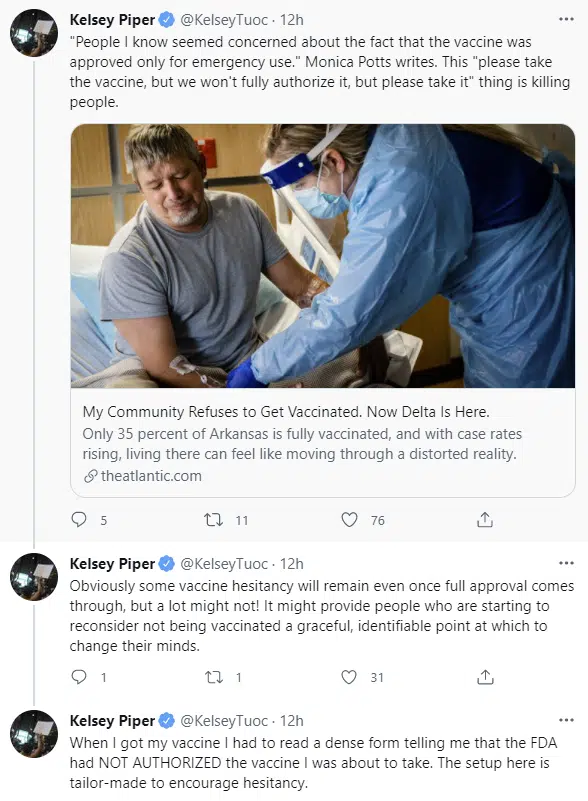 Kelsey Piper @KelseyTuoc · 12h
"People I know seemed concerned about the fact that the vaccine was
approved only for emergency use." Monica Potts writes. This "please take
the vaccine, but we won't fully authorize it, but please take it" thing is killing
people.
My Community Refuses to Get Vaccinated. Now Delta Is Here.
Only 35 percent of Arkansas is fully vaccinated, and with case rates
rising, living there can feel like moving through a distorted reality.
theatlantic.com
5 11 76
Kelsey Piper @KelseyTuoc · 12h
Obviously some vaccine hesitancy will remain even once full approval comes
through, but a lot might not! It might provide people who are starting to
reconsider not being vaccinated a graceful, identifiable point at which to
change their minds.
1 1 31
Kelsey Piper @KelseyTuoc · 12h
When I got my vaccine I had to read a dense form telling me that the FDA
had NOT AUTHORIZED the vaccine I was about to take. The setup here is
tailor-made to encourage hesitancy.